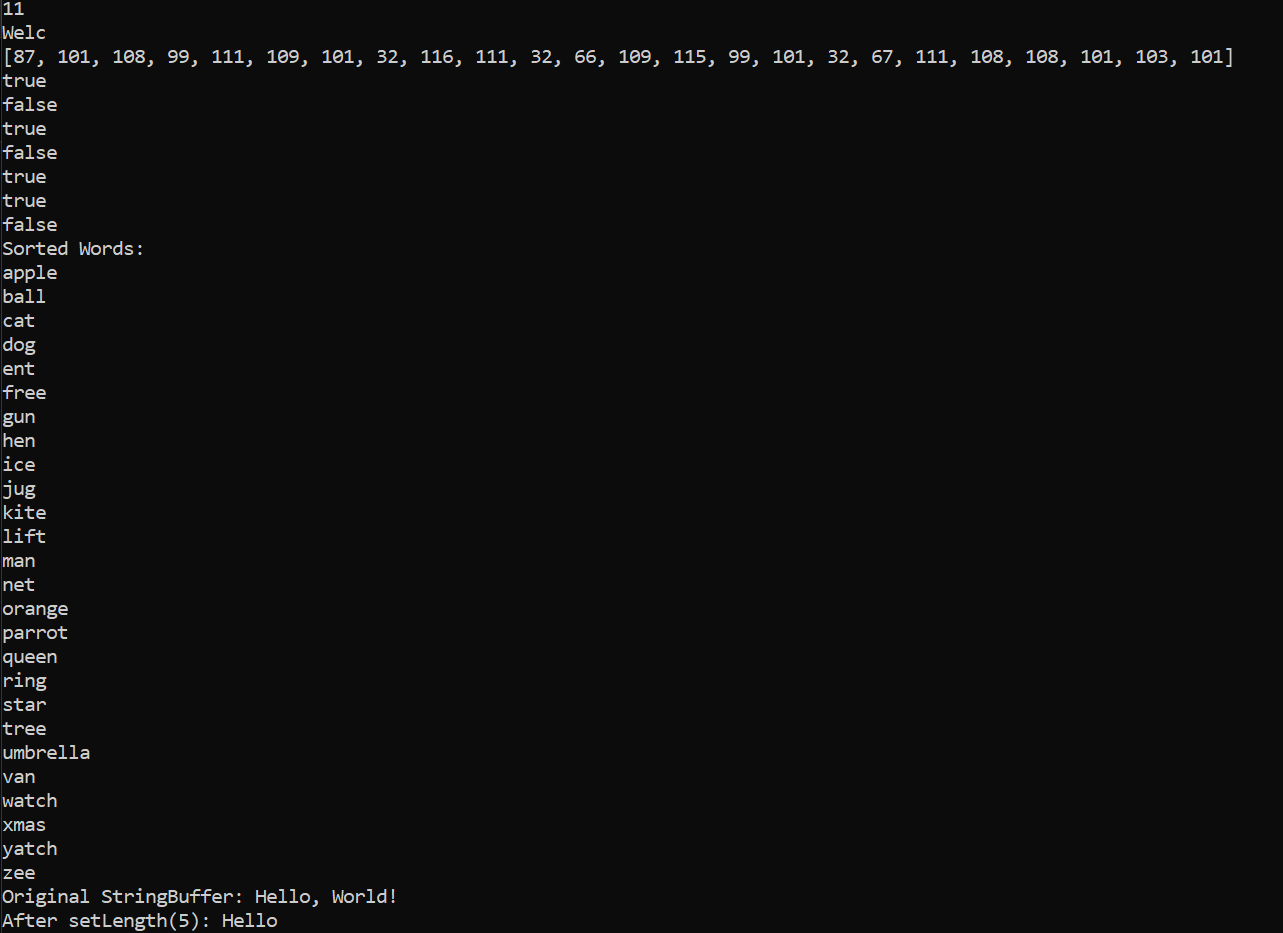 11
Welc
[87, 101, 108, 99, 111, 109, 101, 32, 116, 111, 32, 66, 109, 115, 99, 101, 32, 67, 111, 108, 108, 101, 103, 101]
true
false
true
false
true
true
false
Sorted Words:
apple
ball
cat
dog
ent
free
gun
hen
ice
jug
kite
lift
man
net
orange
parrot
queen
ring
star
tree
umbrella
van
watch
xmas
yatch
zee
Original StringBuffer: Hello, World!
After setLength(5): Hello